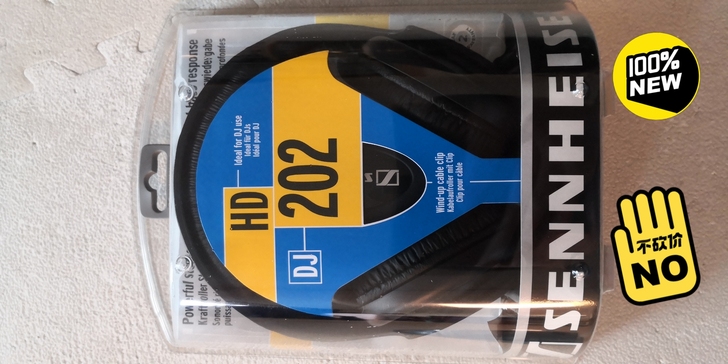 Powerful
response
Kraftvoller
Ideal for DJ use
Ideal für DJs
Idéal pour DJ
HD
202
DJ
Wind-up cable clip
Kabelaufroller mit Clip
Clip pour câble
SENNHEISE
100%
NEW
不砍价
NO